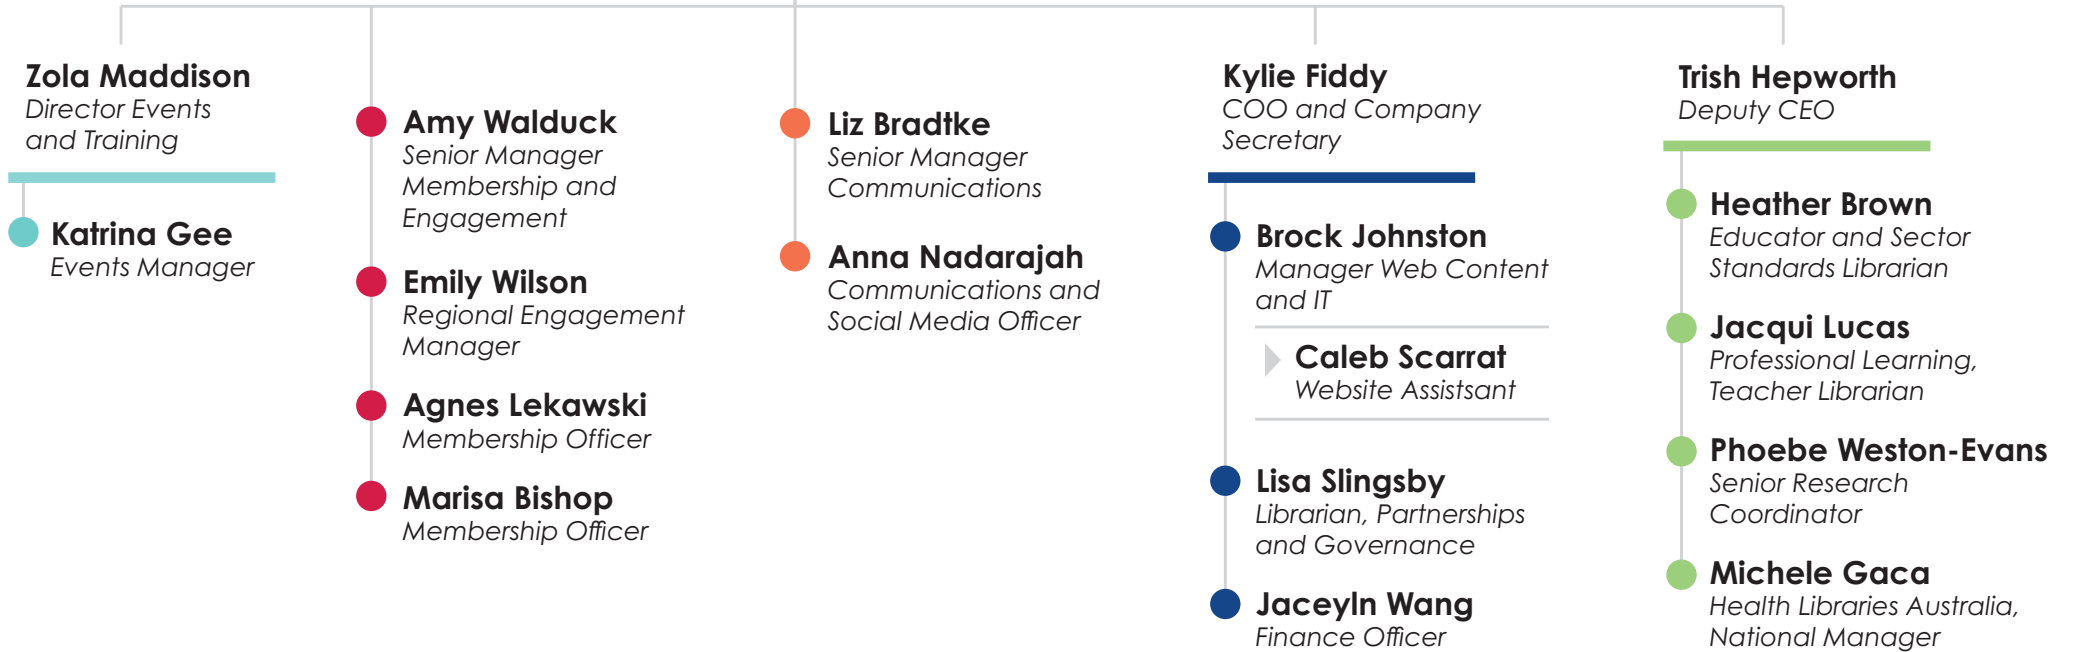 Zola Maddison
Director Events
and Training
Katrina Gee
Events Manager
Amy Walduck
Senior Manager
Membership and
Engagement
Emily Wilson
Regional Engagement
Manager
Agnes Lekawski
Membership Officer
Marisa Bishop
Membership Officer
Liz Bradtke
Senior Manager
Communications
Anna Nadarajah
Communications and
Social Media Officer
Kylie Fiddy
COO and Company
Secretary
Brock Johnston
Manager Web Content
and IT
Caleb Scarrat
Website Assistsant
Lisa Slingsby
Librarian, Partnerships
and Governance
Jaceyln Wang
Finance Officer
Trish Hepworth
Deputy CEO
Heather Brown
Educator and Sector
Standards Librarian
Jacqui Lucas
Professional Learning,
Teacher Librarian
Phoebe Weston-Evans
Senior Research
Coordinator
Michele Gaca
Health Libraries Australia,
National Manager